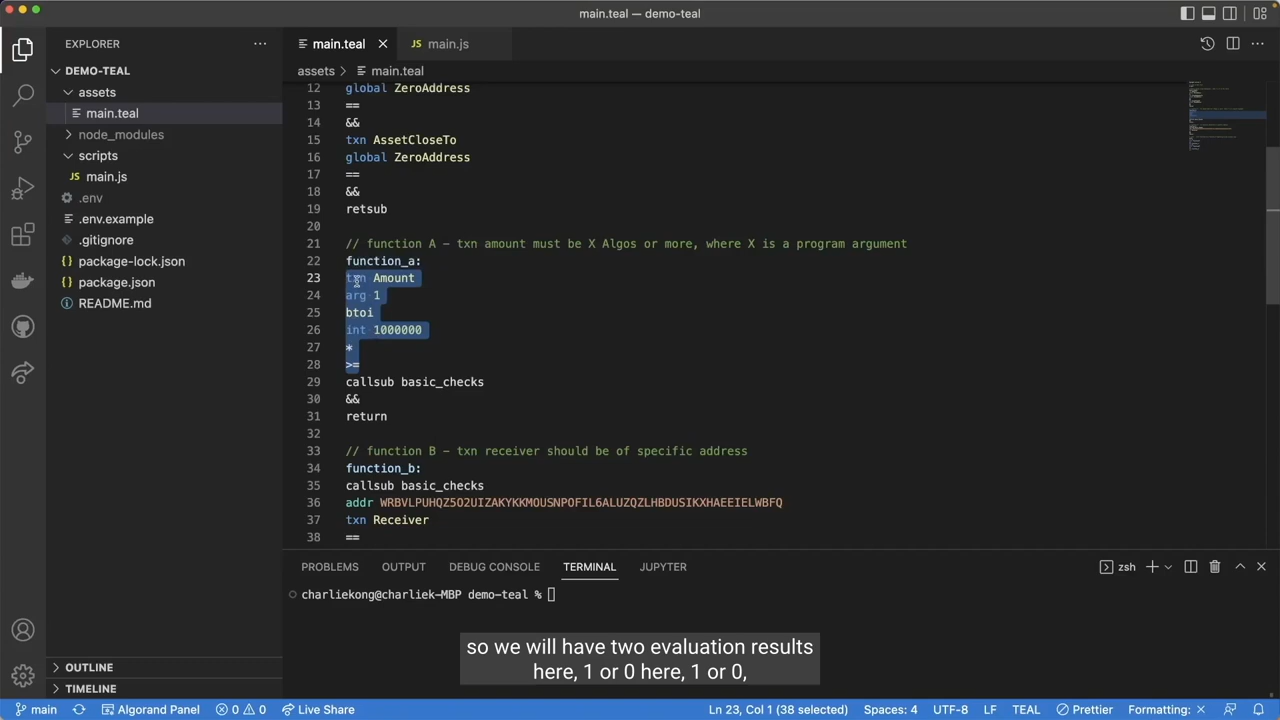 main.teal — demo-teal
EXPLORER
main.teal
JS main.js
DEMO-TEAL
assets
main.teal
node_modules
scripts
JS main.js
.env
.env.example
.gitignore
package-lock.json
package.json
README.md
OUTLINE
TIMELINE
assets > main.teal
12 global ZeroAddress
13 ==
14 &&
15 txn AssetCloseTo
16 global ZeroAddress
17 ==
18 &&
19 retsub
20
21 // function A - txn amount must be X Algos or more, where X is a program argument
22 function_a:
23 txn Amount
24 arg 1
25 btoi
26 int 1000000
27 *
28 >=
29 callsub basic_checks
30 &&
31 return
32
33 // function B - txn receiver should be of specific address
34 function_b:
35 callsub basic_checks
36 addr WRBVLPUHQZ5O2UIZAKYKKMOUSNPOFIL6ALUZQZLHBDUSIKXHAEEIELWBFQ
37 txn Receiver
38 ==
PROBLEMS OUTPUT DEBUG CONSOLE TERMINAL JUPYTER
zsh
charliekong@charliek-MBP demo-teal %
so we will have two evaluation results
here, 1 or 0 here, 1 or 0,
main Algorand Panel 0 0 Live Share Ln 23, Col 1 (38 selected) Spaces: 4 UTF-8 LF TEAL Prettier Formatting: ×